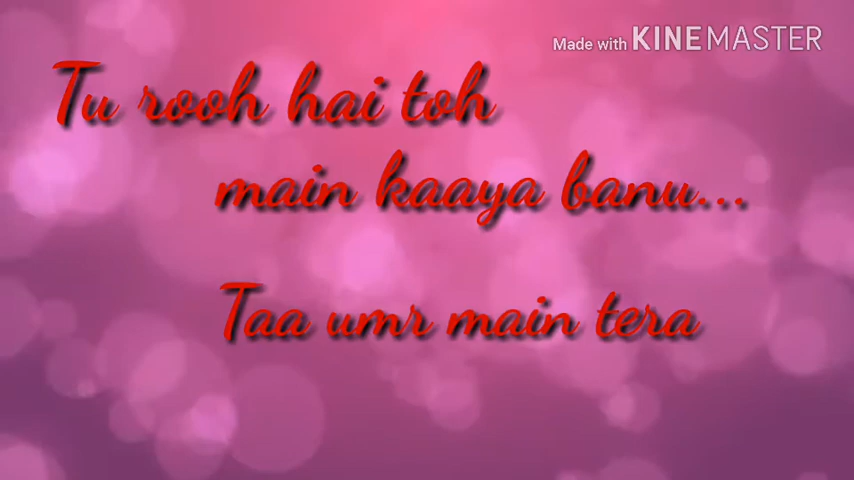 Made with KINEMASTER
Tu rooh hai toh
main kaaya banu...
Taa umr main tera